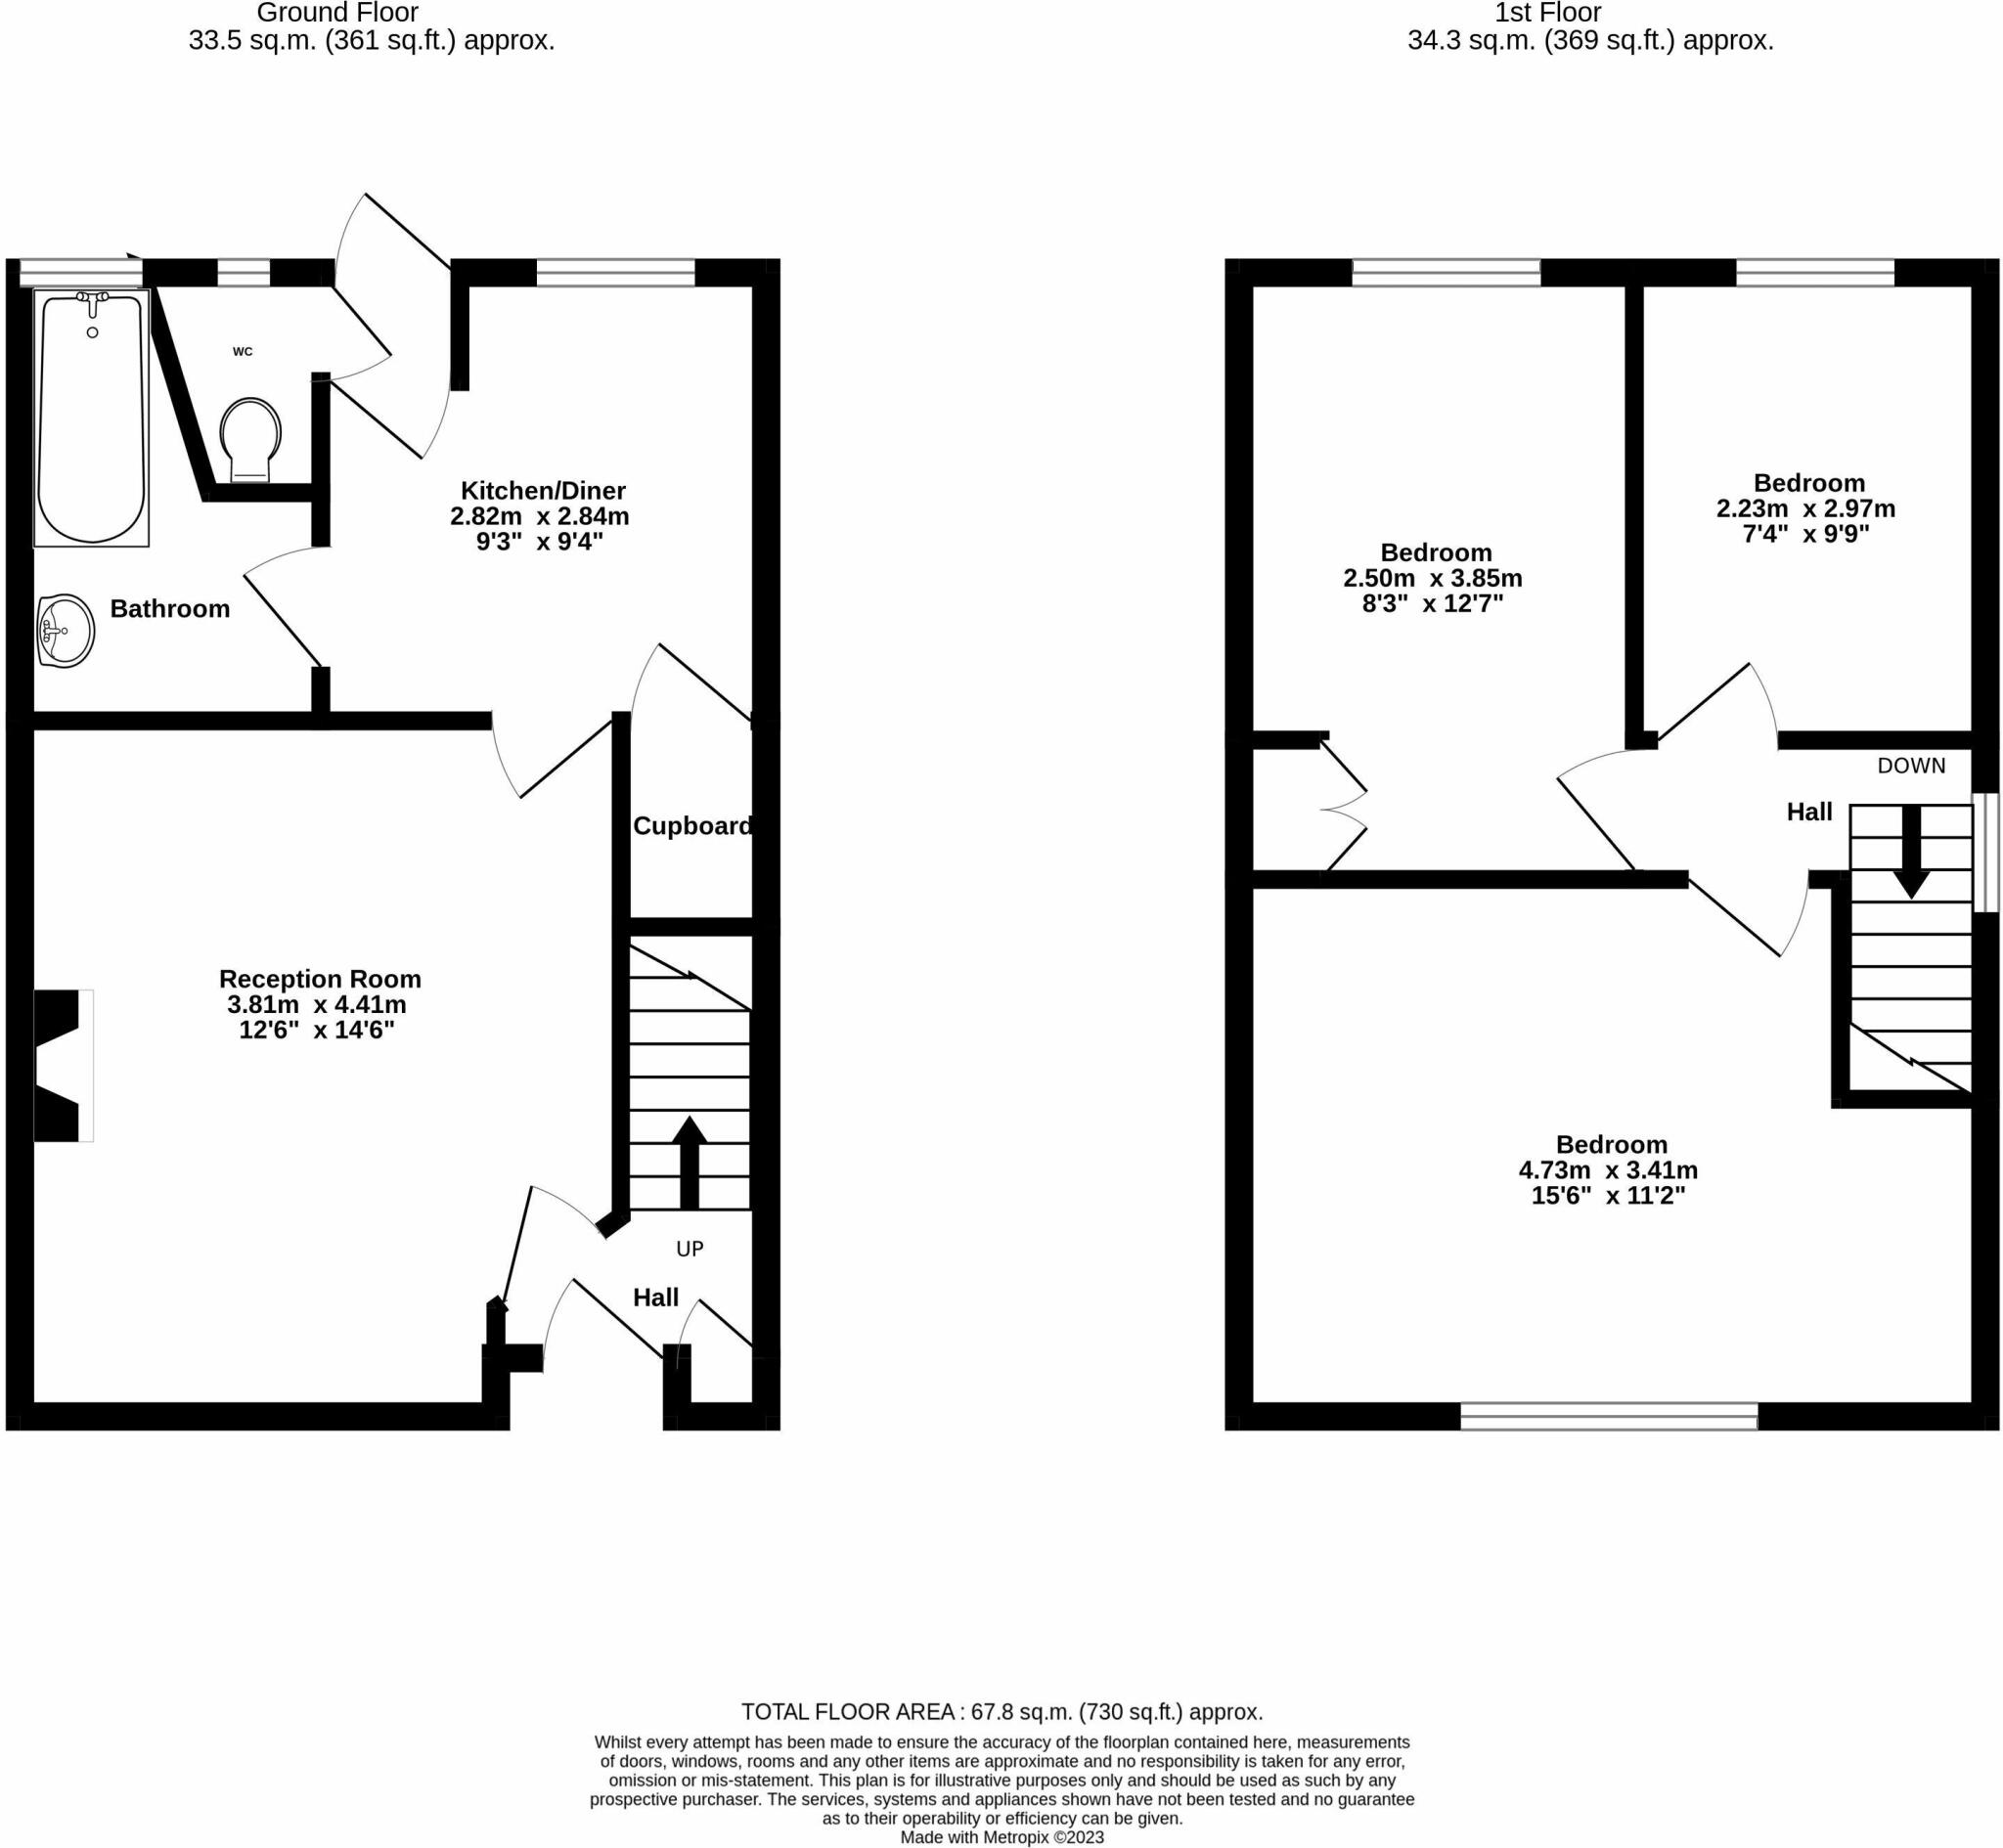 Ground Floor
33.5 sq.m. (361 sq.ft.) approx.
1st Floor
34.3 sq.m. (369 sq.ft.) approx.
WC
Kitchen/Diner
2.82m x 2.84m
9'3" x 9'4"
Bathroom
Cupboard
Reception Room
3.81m x 4.41m
12'6" x 14'6"
UP
Hall
Bedroom
2.23m x 2.97m
7'4" x 9'9"
Bedroom
2.50m x 3.85m
8'3" x 12'7"
DOWN
Hall
Bedroom
4.73m x 3.41m
15'6" x 11'2"
TOTAL FLOOR AREA : 67.8 sq.m. (730 sq.ft.) approx.
Whilst every attempt has been made to ensure the accuracy of the floorplan contained here, measurements
of doors, windows, rooms and any other items are approximate and no responsibility is taken for any error,
omission or mis-statement. This plan is for illustrative purposes only and should be used as such by any
prospective purchaser. The services, systems and appliances shown have not been tested and no guarantee
as to their operability or efficiency can be given.
Made with Metropix ©2023